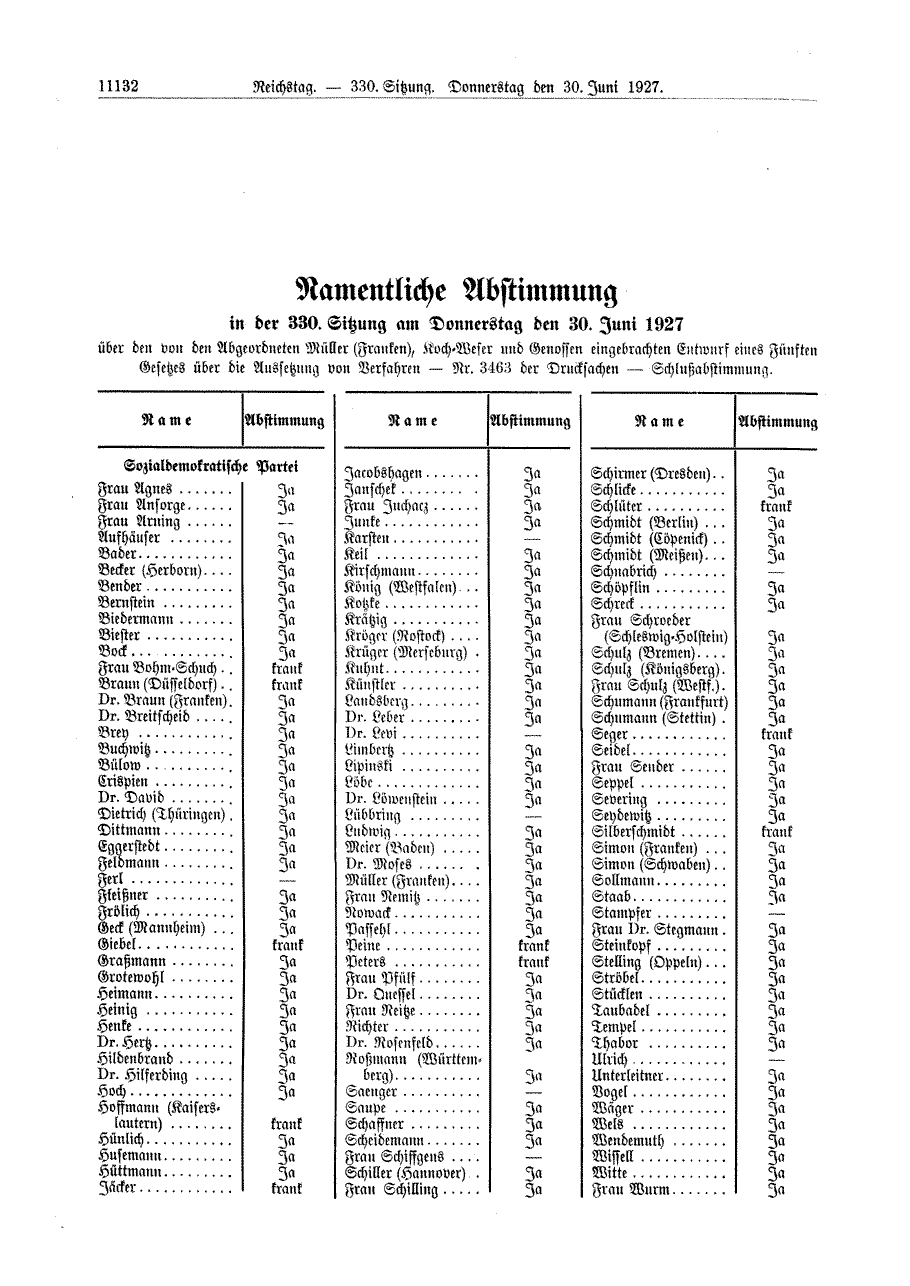 11132 Reichstag. — 330. Sitzung. Donnerstag den 30. Juni 1927.
Namentliche Abstimmung
in der 330. Sitzung am Donnerstag den 30. Juni 1927
über den von den Abgeordneten Müller (Franken), Koch-Weser und Genossen eingebrachten Entwurf eines Fünften
Gesetzes über die Aussetzung von Verfahren — Nr. 3463 der Drucksachen — Schlußabstimmung.
Name Abstimmung
Sozialdemokratische Partei
Frau Agnes ....... Ja
Frau Ansorge...... Ja
Frau Arning ...... —
Aufhäuser ........ Ja
Bader............ Ja
Becker (Herborn).... Ja
Bender........... Ja
Bernstein ......... Ja
Biedermann ....... Ja
Biester ........... Ja
Bock... ......... Ja
Frau Bohm-Schuch . . krank
Braun (Düsseldorf). . krank
Dr. Braun (Franken). Ja
Dr. Breitscheid ..... Ja
Brey ............ Ja
Buchwitz .......... Ja
Bülow ........... Ja
Crispien .......... Ja
Dr. David ........ Ja
Dietrich (Thüringen) . Ja
Dittmann......... Ja
Eggerstedt......... Ja
Feldmann ......... Ja
Ferl ............ —
Fleißner ......... Ja
Frölich ........... Ja
Geck (Mannheim) ... Ja
Giebel............ krank
Graßmann ........ Ja
Grotewohl ........ Ja
Heimann.......... Ja
Heinig ........... Ja
Henke ............ Ja
Dr. Hertz.......... Ja
Hildenbrand ....... Ja
Dr. Hilferding ..... Ja
Hoch............. Ja
Hoffmann (Kaisers-
lautern) ........ krank
Hünlich........... Ja
Husemann......... Ja
Hüttmann......... Ja
Jäcker............ krank
Name Abstimmung
Jacobshagen....... Ja
Janschek ........ . Ja
Frau Juchacz ...... Ja
Junke ............ Ja
Karsten........... —
Keil ............. Ja
Kirschmann........ Ja
König (Westfalen)... Ja
Kotzke ........... Ja
Krätzig ........... Ja
Kröger (Rostock) .... Ja
Krüger (Merseburg) . Ja
Kuhnt............ Ja
Künstler .......... Ja
Landsberg......... Ja
Dr. Leber ......... Ja
Dr. Levi .......... —
Limbertz .......... Ja
Lipinski .......... Ja
Löbe ............. Ja
Dr. Löwenstein ..... Ja
Lübbring ......... —
Ludwig........... Ja
Meier (Baden) ..... Ja
Dr. Moses ...... . Ja
Müller (Franken).... Ja
Frau Nemitz ....... Ja
Nowack........... Ja
Passehl........... Ja
Peine ............ krank
Peters ........... krank
Frau Pfülf........ Ja
Dr. Quessel........ Ja
Frau Reitze........ Ja
Richter ........... Ja
Dr. Rosenfeld...... Ja
Roßmann (Württem-
berg)........... Ja
Saenger .......... —
Saupe ........... Ja
Schaffner ......... Ja
Scheidemann....... Ja
Frau Schiffgens .... —
Schiller (Hannover) . . Ja
Frau Schilling ..... Ja
Name Abstimmung
Schirmer (Dresden). . Ja
Schlicke........... Ja
Schlüter .......... krank
Schmidt (Berlin) ... Ja
Schmidt (Cöpenick) . . Ja
Schmidt (Meißen)... Ja
Schnabrich ........ —
Schöpflin ......... Ja
Schreck ........... Ja
Frau Schroeder
(Schleswig-Holstein) Ja
Schulz (Bremen).... Ja
Schulz (Königsberg). Ja
Frau Schulz (Westf.). Ja
Schumann (Frankfurt) Ja
Schumann (Stettin) . Ja
Seger ............ krank
Seidel............ Ja
Frau Sender ...... Ja
Seppel ........... Ja
Severing ......... Ja
Seydewitz ......... Ja
Silberschmidt ...... krank
Simon (Franken) ... Ja
Simon (Schwaben) . . Ja
Sollmann......... Ja
Staab............ Ja
Stampfer ......... —
Frau Dr. Stegmann. Ja
Steinkopf ......... Ja
Stelling (Oppeln)... Ja
Ströbel........... Ja
Stücklen .......... Ja
Taubadel ......... Ja
Tempel........... Ja
Thabor .......... Ja
Ulrich............ —
Unterleitner........ Ja
Vogel ............ Ja
Wäger ........... Ja
Wels ............ Ja
Wendemuth ....... Ja
Wissell ........... Ja
Witte ............ Ja
Frau Wurm....... Ja